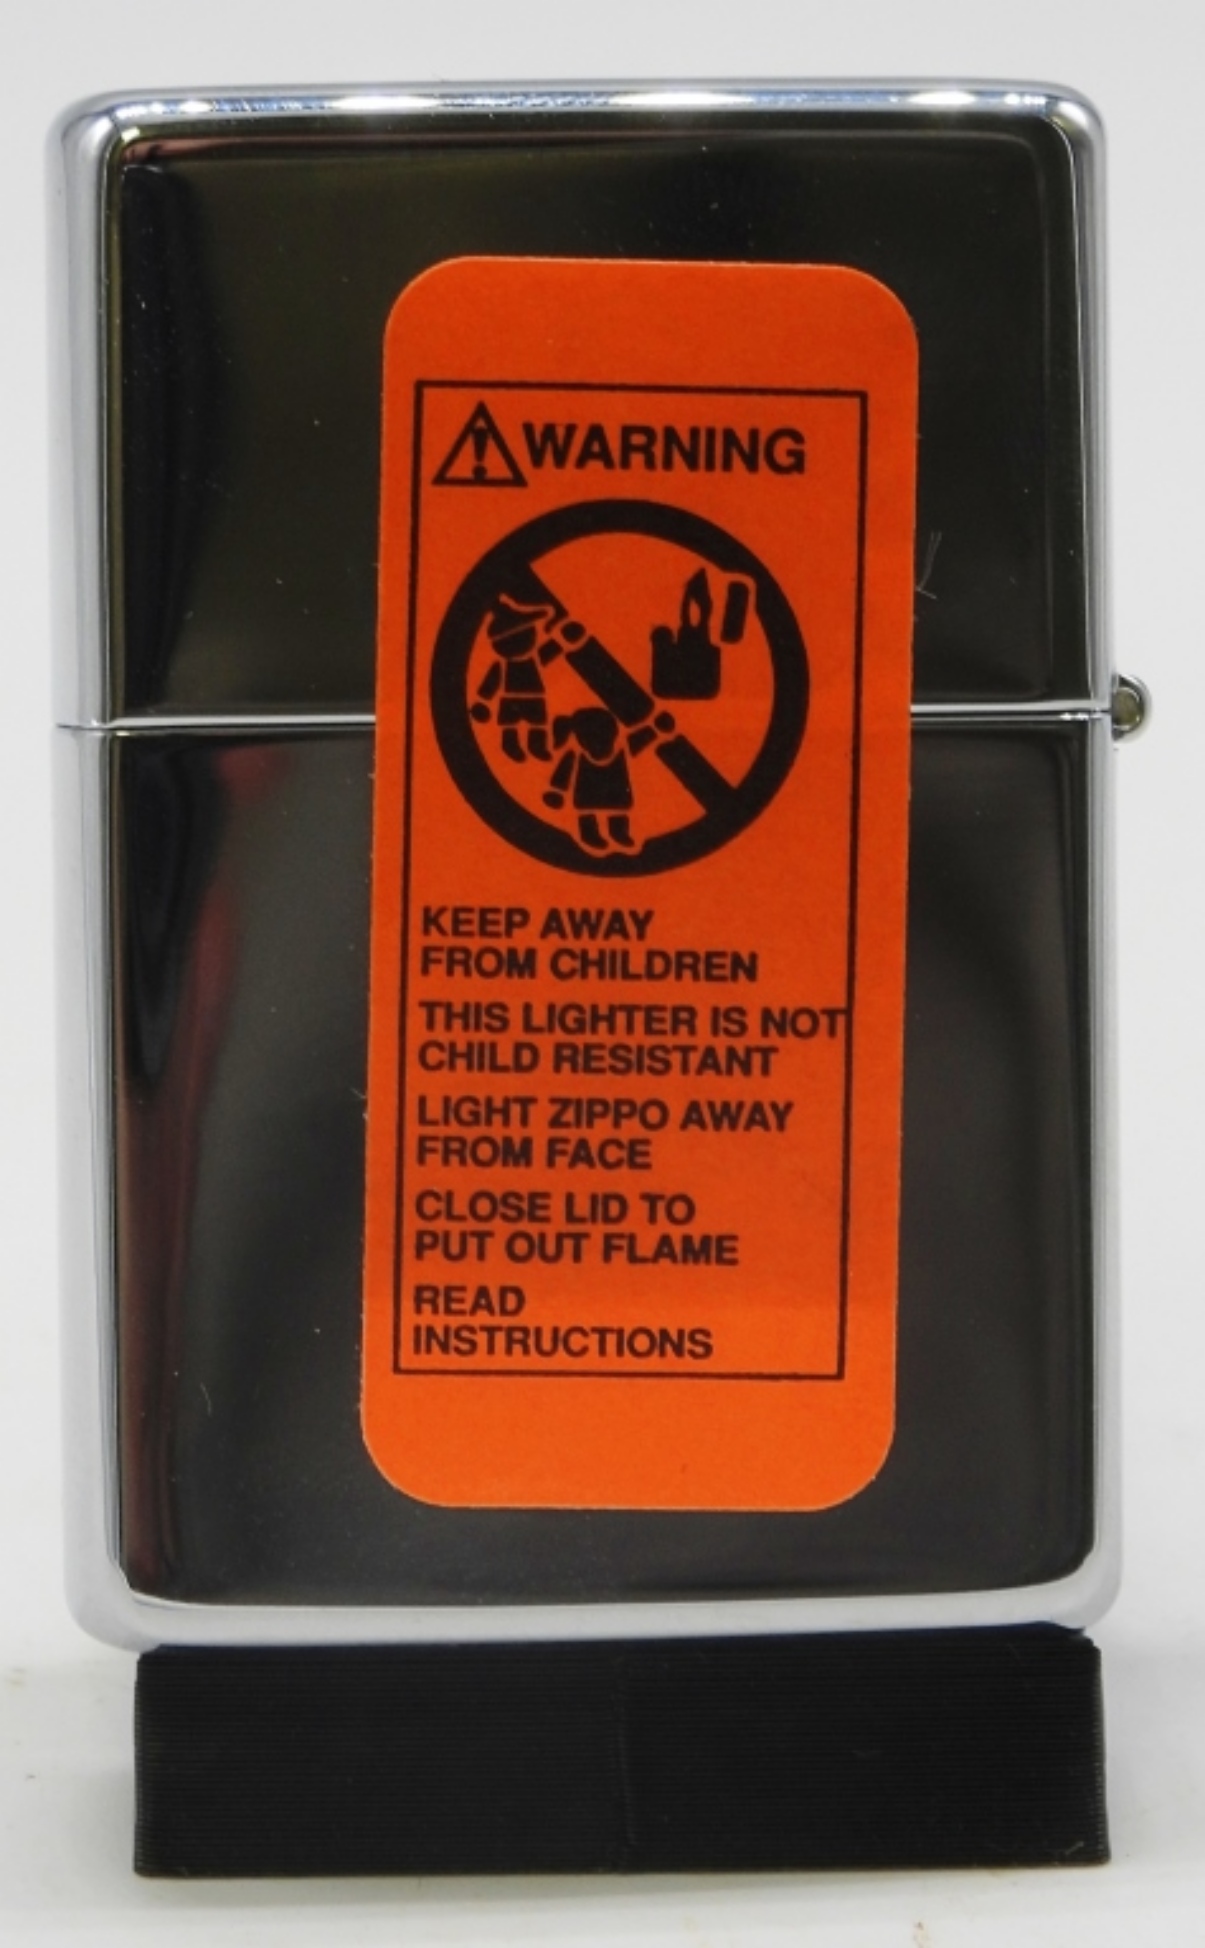 WARNING
KEEP AWAY
FROM CHILDREN
THIS LIGHTER IS NOT
CHILD RESISTANT
LIGHT ZIPPO AWAY
FROM FACE
CLOSE LID TO
PUT OUT FLAME
READ
INSTRUCTIONS